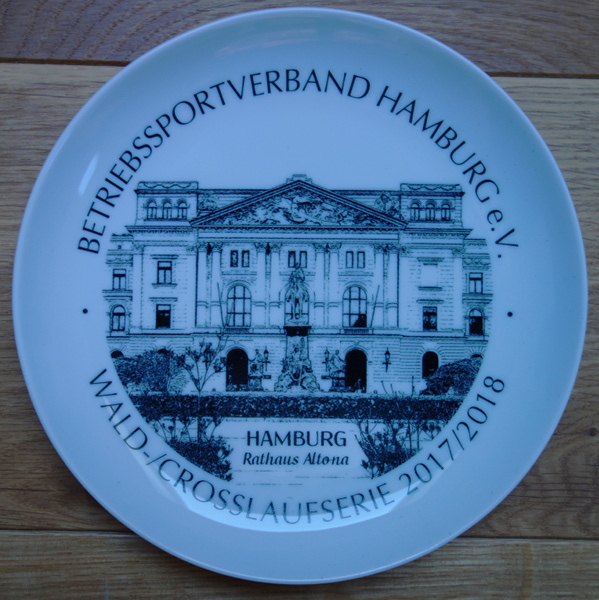 BETRIEBSSPORTVERBAND HAMBURG e.V.
HAMBURG
Rathaus Altona
WALD-/CROSSLAUFSERIE 2017/2018